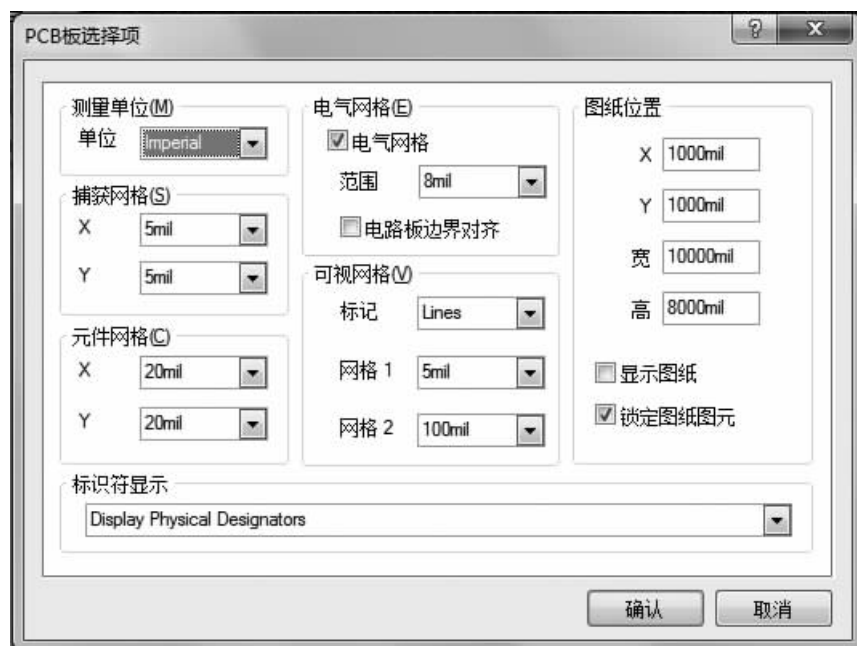 PCB板选择项
测量单位(M)
单位 Imperial
捕获网格(S)
X 5mil
Y 5mil
元件网格(C)
X 20mil
Y 20mil
电气网格(E)
电气网格
范围 8mil
电路板边界对齐
可视网格(V)
标记 Lines
网格 1 5mil
网格 2 100mil
图纸位置
X 1000mil
Y 1000mil
宽 10000mil
高 8000mil
显示图纸
锁定图纸图元
标识符显示
Display Physical Designators
确认
取消